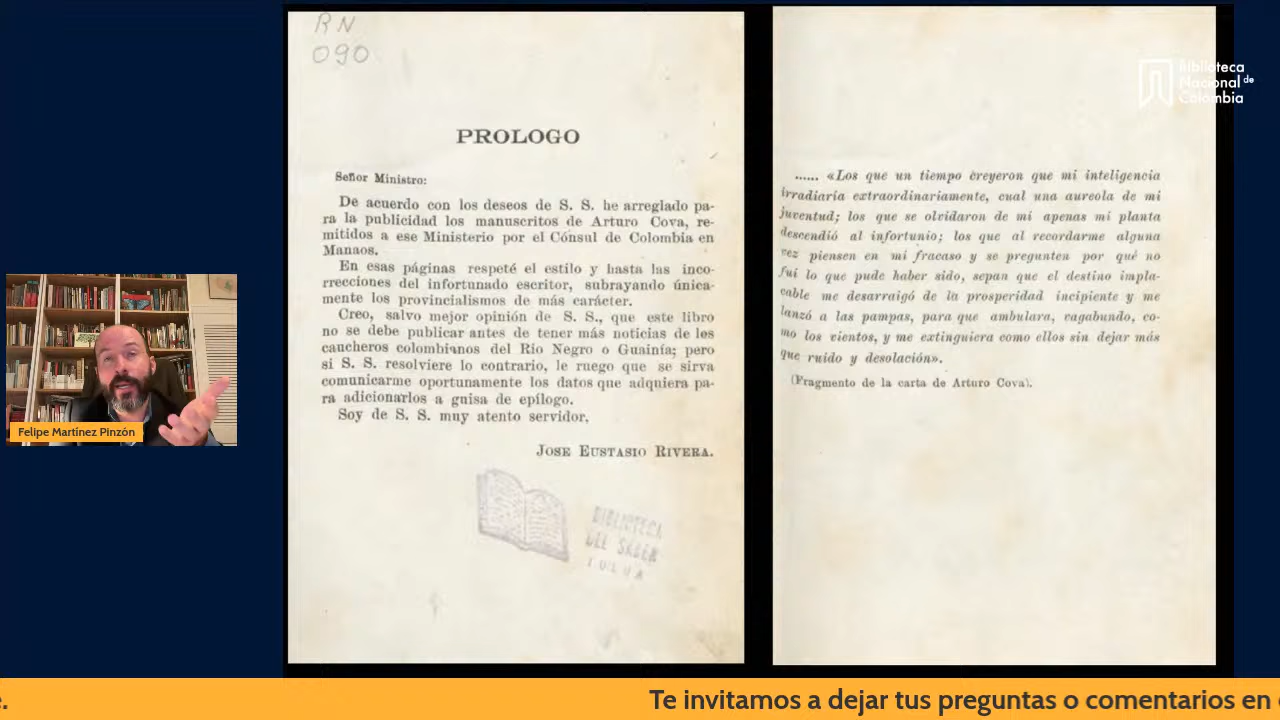 RN
090
PROLOGO
Señor Ministro:
De acuerdo con los deseos de S. S. he arreglado pa-
ra la publicidad los manuscritos de Arturo Cova, re-
mitidos a ese Ministerio por el Cónsul de Colombia en
Manaos.
En esas páginas respeté el estilo y hasta las inco-
rrecciones del infortunado escritor, subrayando única-
mente los provincialismos de más carácter.
Creo, salvo mejor opinión de S. S., que este libro
no se debe publicar antes de tener más noticias de los
caucheros colombianos del Río Negro o Guainía; pero
si S. S. resolviere lo contrario, le ruego que se sirva
comunicarme oportunamente los datos que adquiera pa-
ra adicionarlos a guisa de epílogo.
Soy de S. S. muy atento servidor,
JOSE EUSTASIO RIVERA.
BIBLIOTECA
DEL SABER
...... «Los que un tiempo creyeron que mi inteligencia
irradiaría extraordinariamente, cual una aureola de mi
juventud; los que se olvidaron de mí apenas mi planta
descendió al infortunio; los que al recordarme alguna
vez piensen en mi fracaso y se pregunten por qué no
fuí lo que pude haber sido, sepan que el destino impla-
cable me desarraigó de la prosperidad incipiente y me
lanzó a las pampas, para que ambulara, vagabundo, co-
mo los vientos, y me extinguiera como ellos sin dejar más
que ruido y desolación».
(Fragmento de la carta de Arturo Cova).
Biblioteca
Nacional de
Colombia
Felipe Martínez Pinzón
e.
Te invitamos a dejar tus preguntas o comentarios en